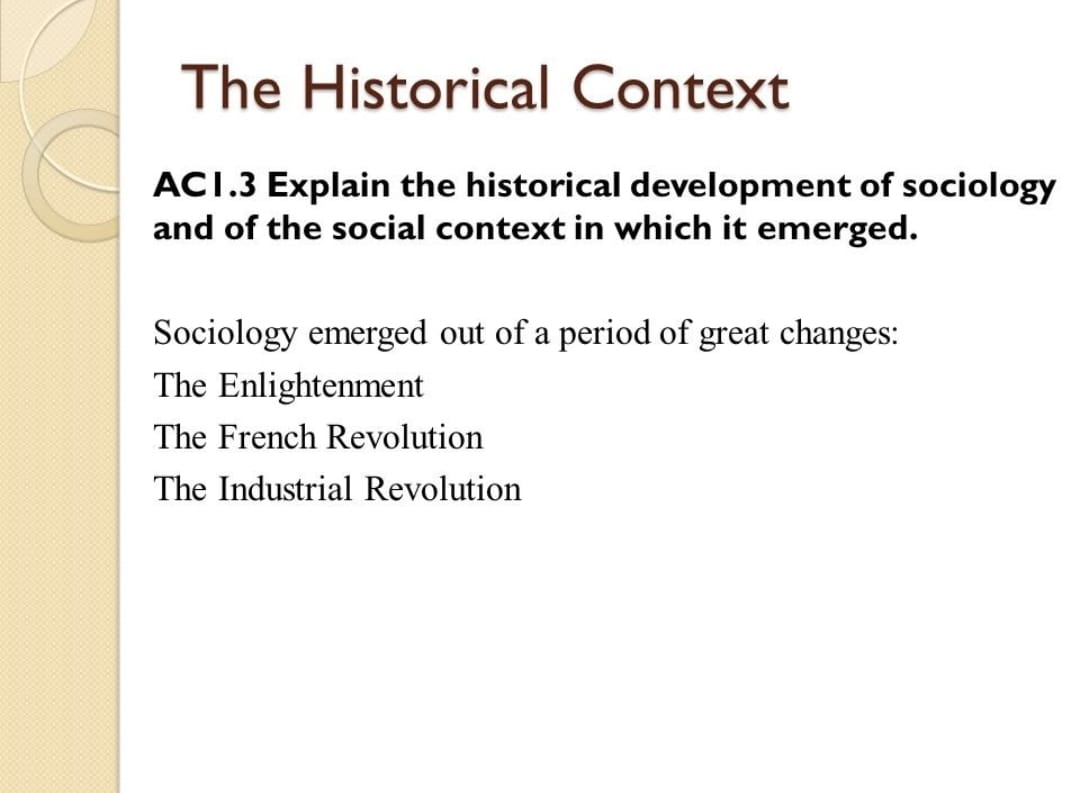 The Historical Context
AC1.3 Explain the historical development of sociology
and of the social context in which it emerged.
Sociology emerged out of a period of great changes:
The Enlightenment
The French Revolution
The Industrial Revolution